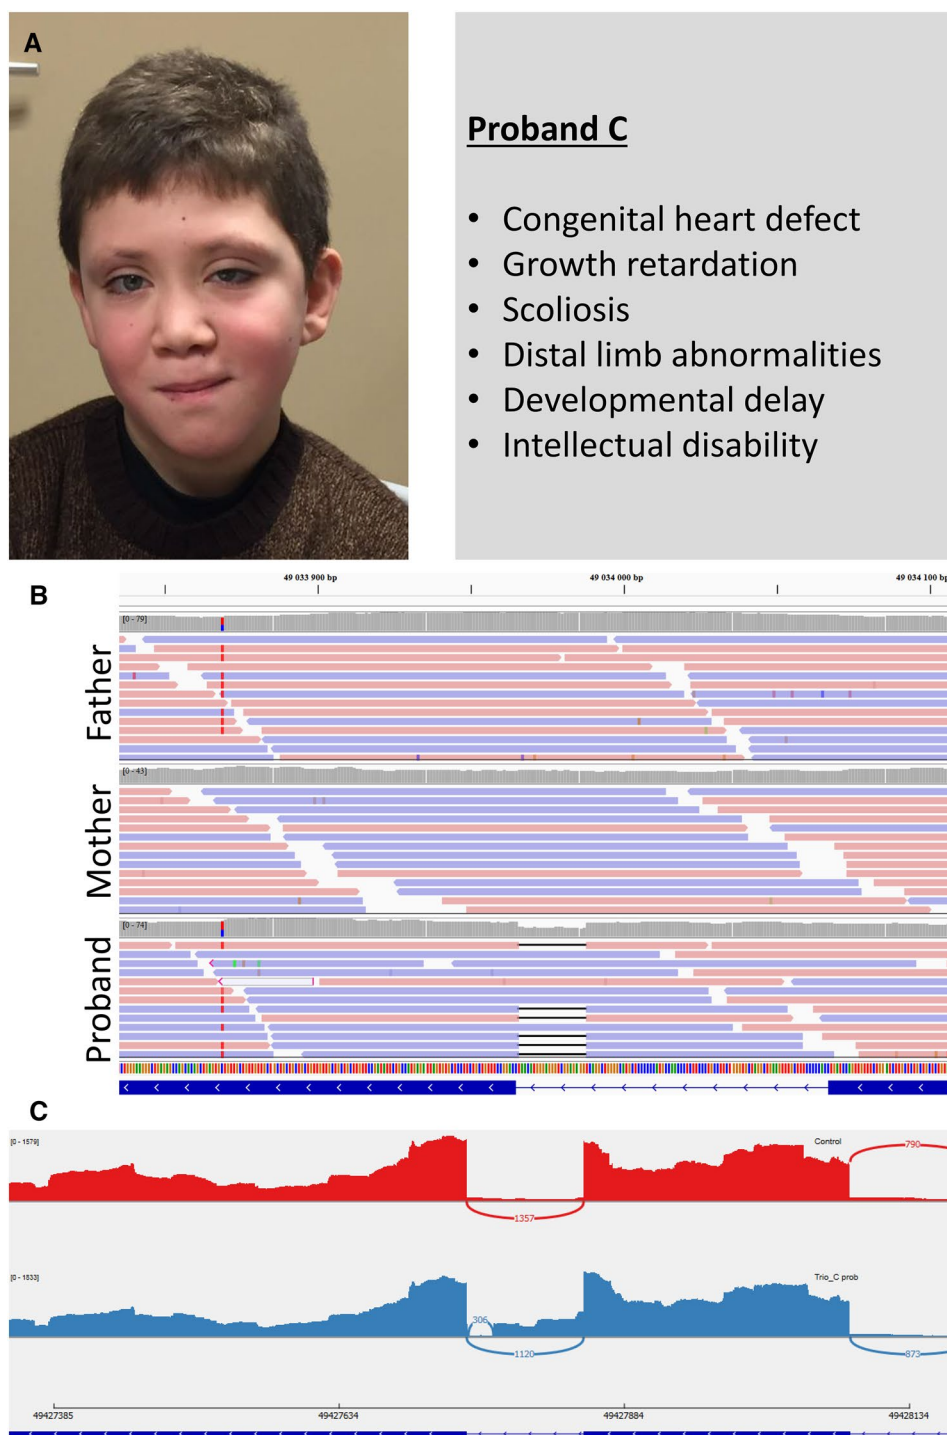 A
Proband C
• Congenital heart defect
• Growth retardation
• Scoliosis
• Distal limb abnormalities
• Developmental delay
• Intellectual disability
B
49 033 900 bp
49 034 000 bp
49 034 100 bp
Father
[0 - 79]
Mother
[0 - 43]
Proband
[0 - 74]
C
[0 - 1579]
Control
790
1357
[0 - 1833]
Trio_C prob
306
1120
873
49427385
49427634
49427884
49428134